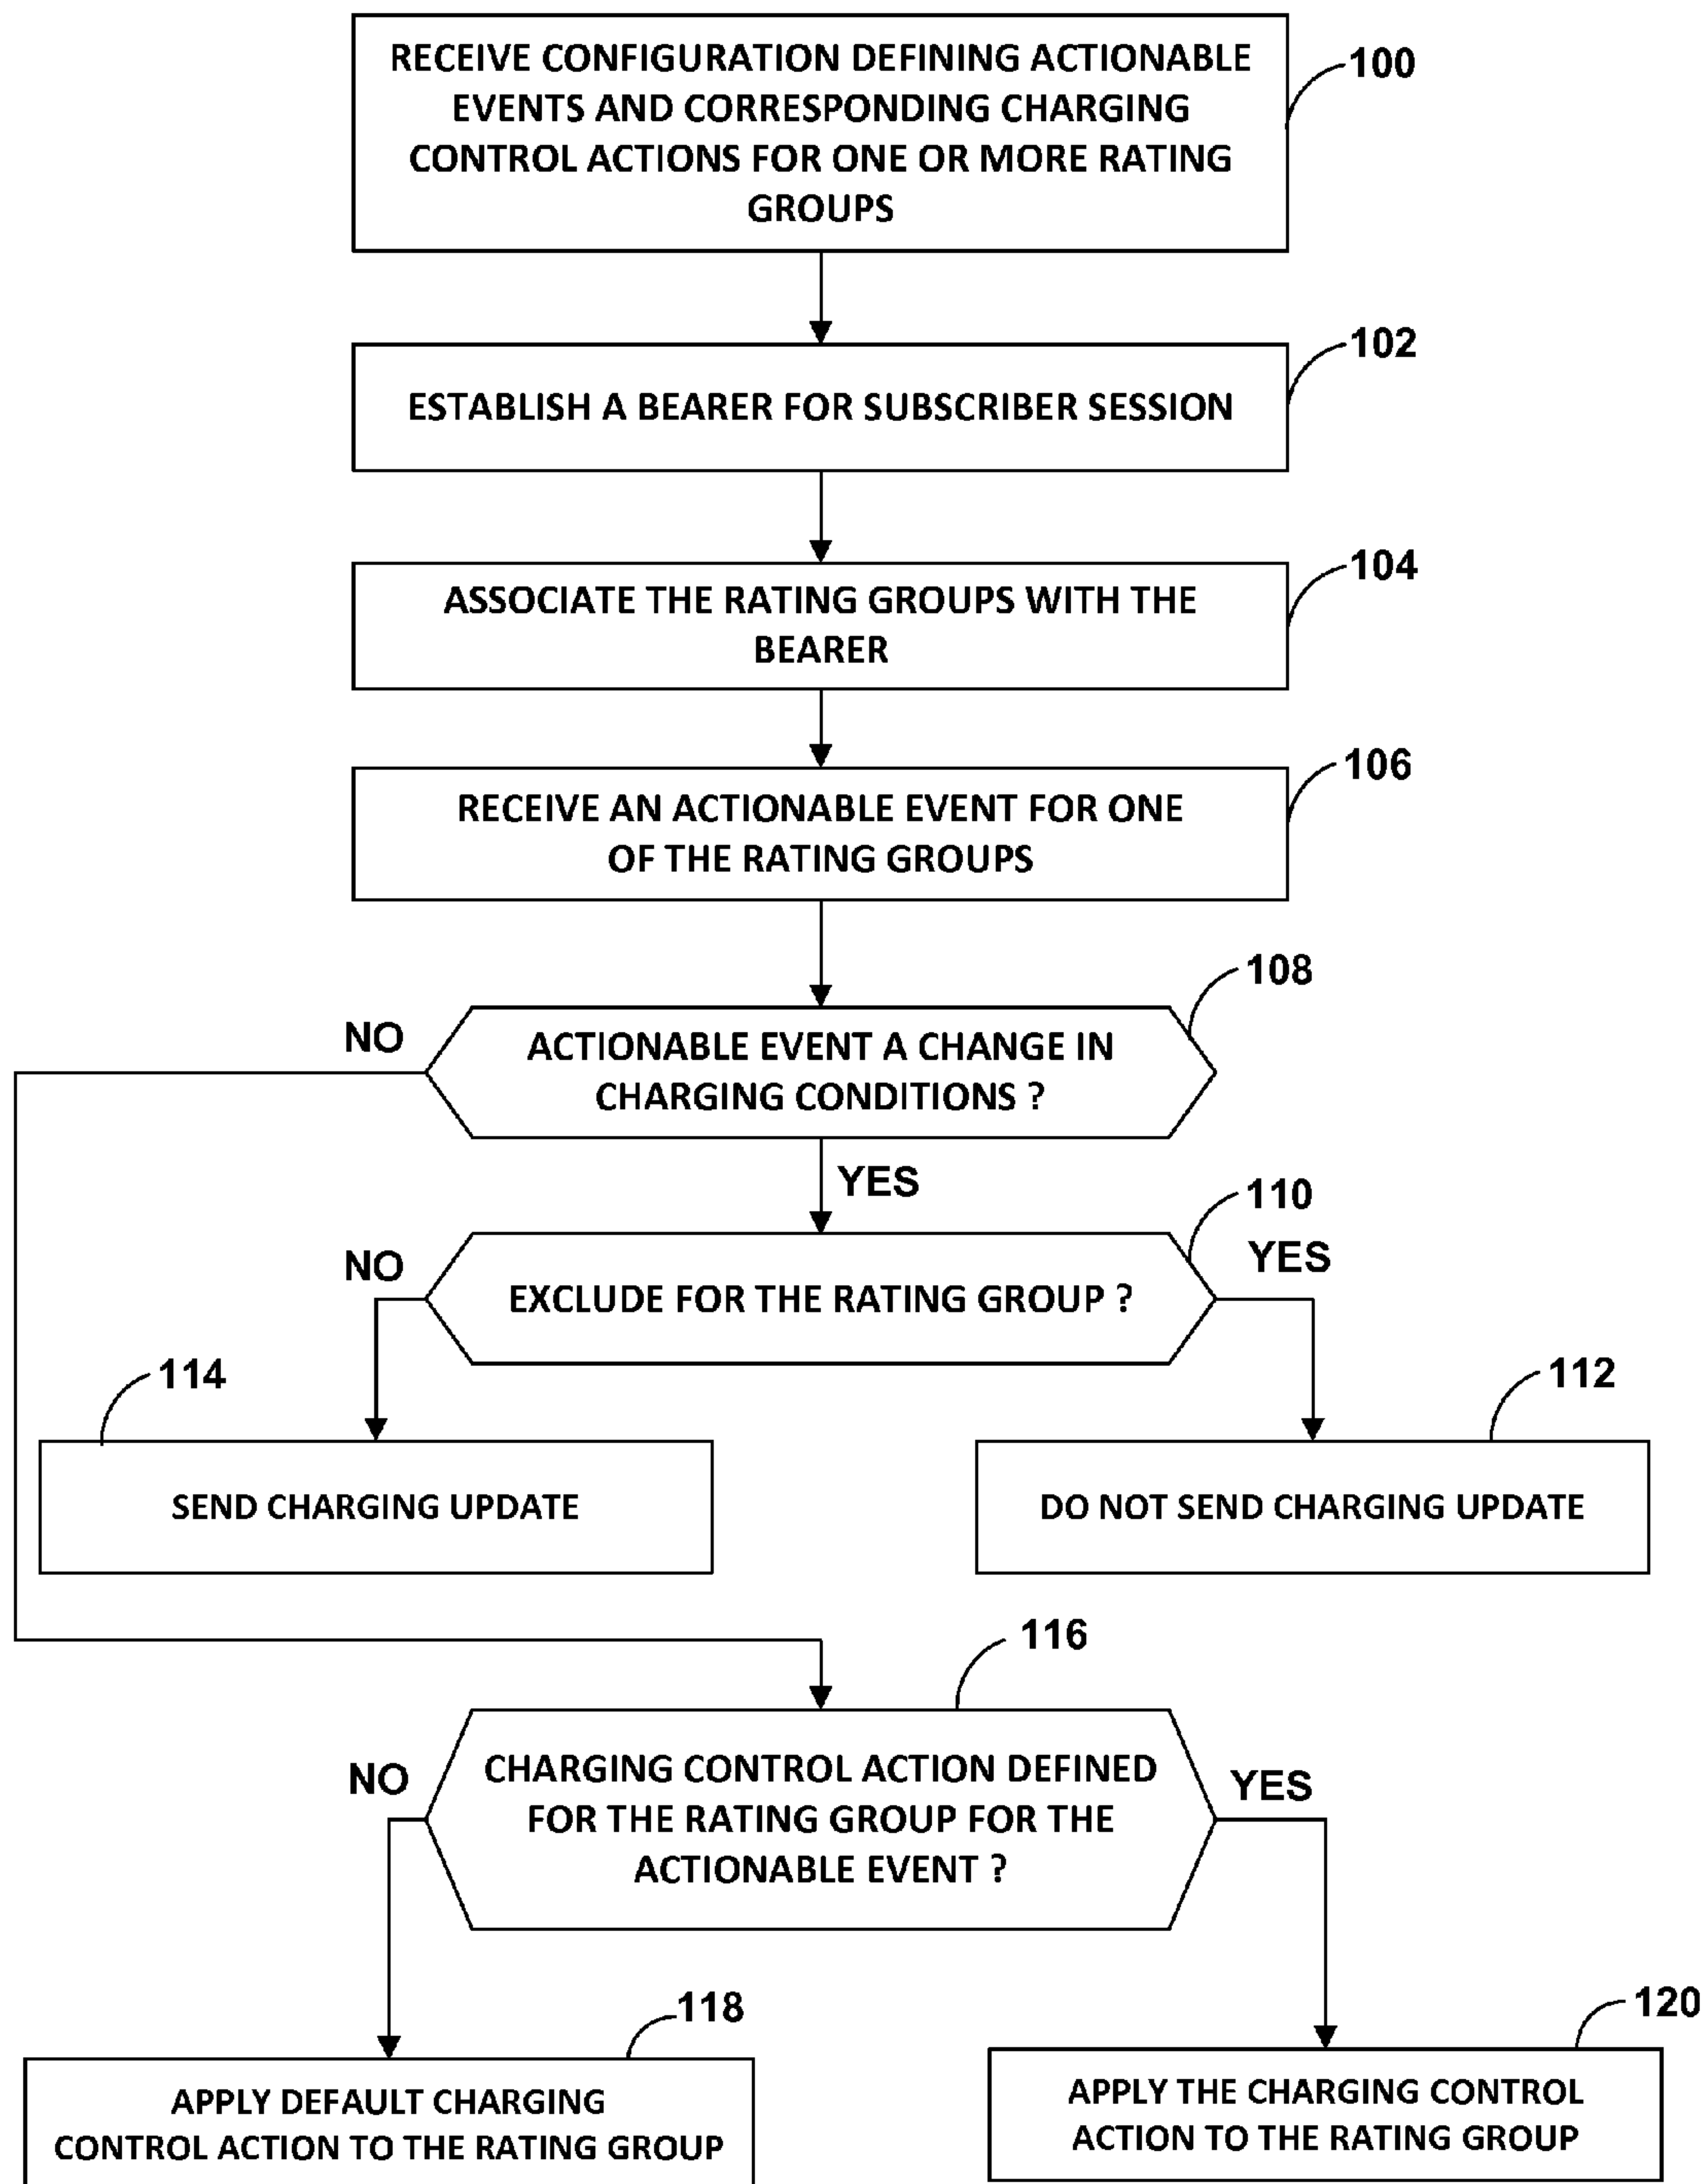 RECEIVE CONFIGURATION DEFINING ACTIONABLE
EVENTS AND CORRESPONDING CHARGING
CONTROL ACTIONS FOR ONE OR MORE RATING
GROUPS
100
102
ESTABLISH A BEARER FOR SUBSCRIBER SESSION
104
ASSOCIATE THE RATING GROUPS WITH THE
BEARER
106
RECEIVE AN ACTIONABLE EVENT FOR ONE
OF THE RATING GROUPS
108
NO
ACTIONABLE EVENT A CHANGE IN
CHARGING CONDITIONS ?
YES
110
NO
YES
EXCLUDE FOR THE RATING GROUP ?
114
112
SEND CHARGING UPDATE
DO NOT SEND CHARGING UPDATE
116
NO
CHARGING CONTROL ACTION DEFINED
FOR THE RATING GROUP FOR THE
ACTIONABLE EVENT ?
YES
118
120
APPLY DEFAULT CHARGING
CONTROL ACTION TO THE RATING GROUP
APPLY THE CHARGING CONTROL
ACTION TO THE RATING GROUP